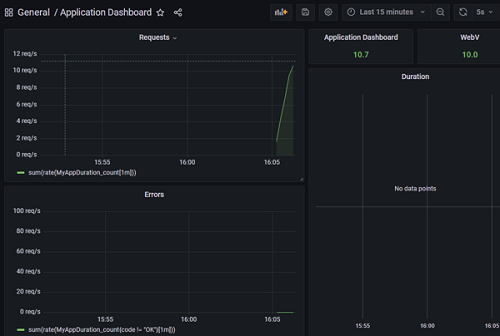 General / Application Dashboard
Last 15 minutes
5s
Requests
12 req/s
10 req/s
8 req/s
6 req/s
4 req/s
2 req/s
0 req/s
15:55 16:00 16:05
sum(rate(MyAppDuration_count[1m]))
Application Dashboard
10.7
WebV
10.0
Duration
No data points
15:55 16:00 16:05
Errors
100 req/s
80 req/s
60 req/s
40 req/s
20 req/s
0 req/s
15:55 16:00 16:05
sum(rate(MyAppDuration_count{code != "OK"}[1m]))